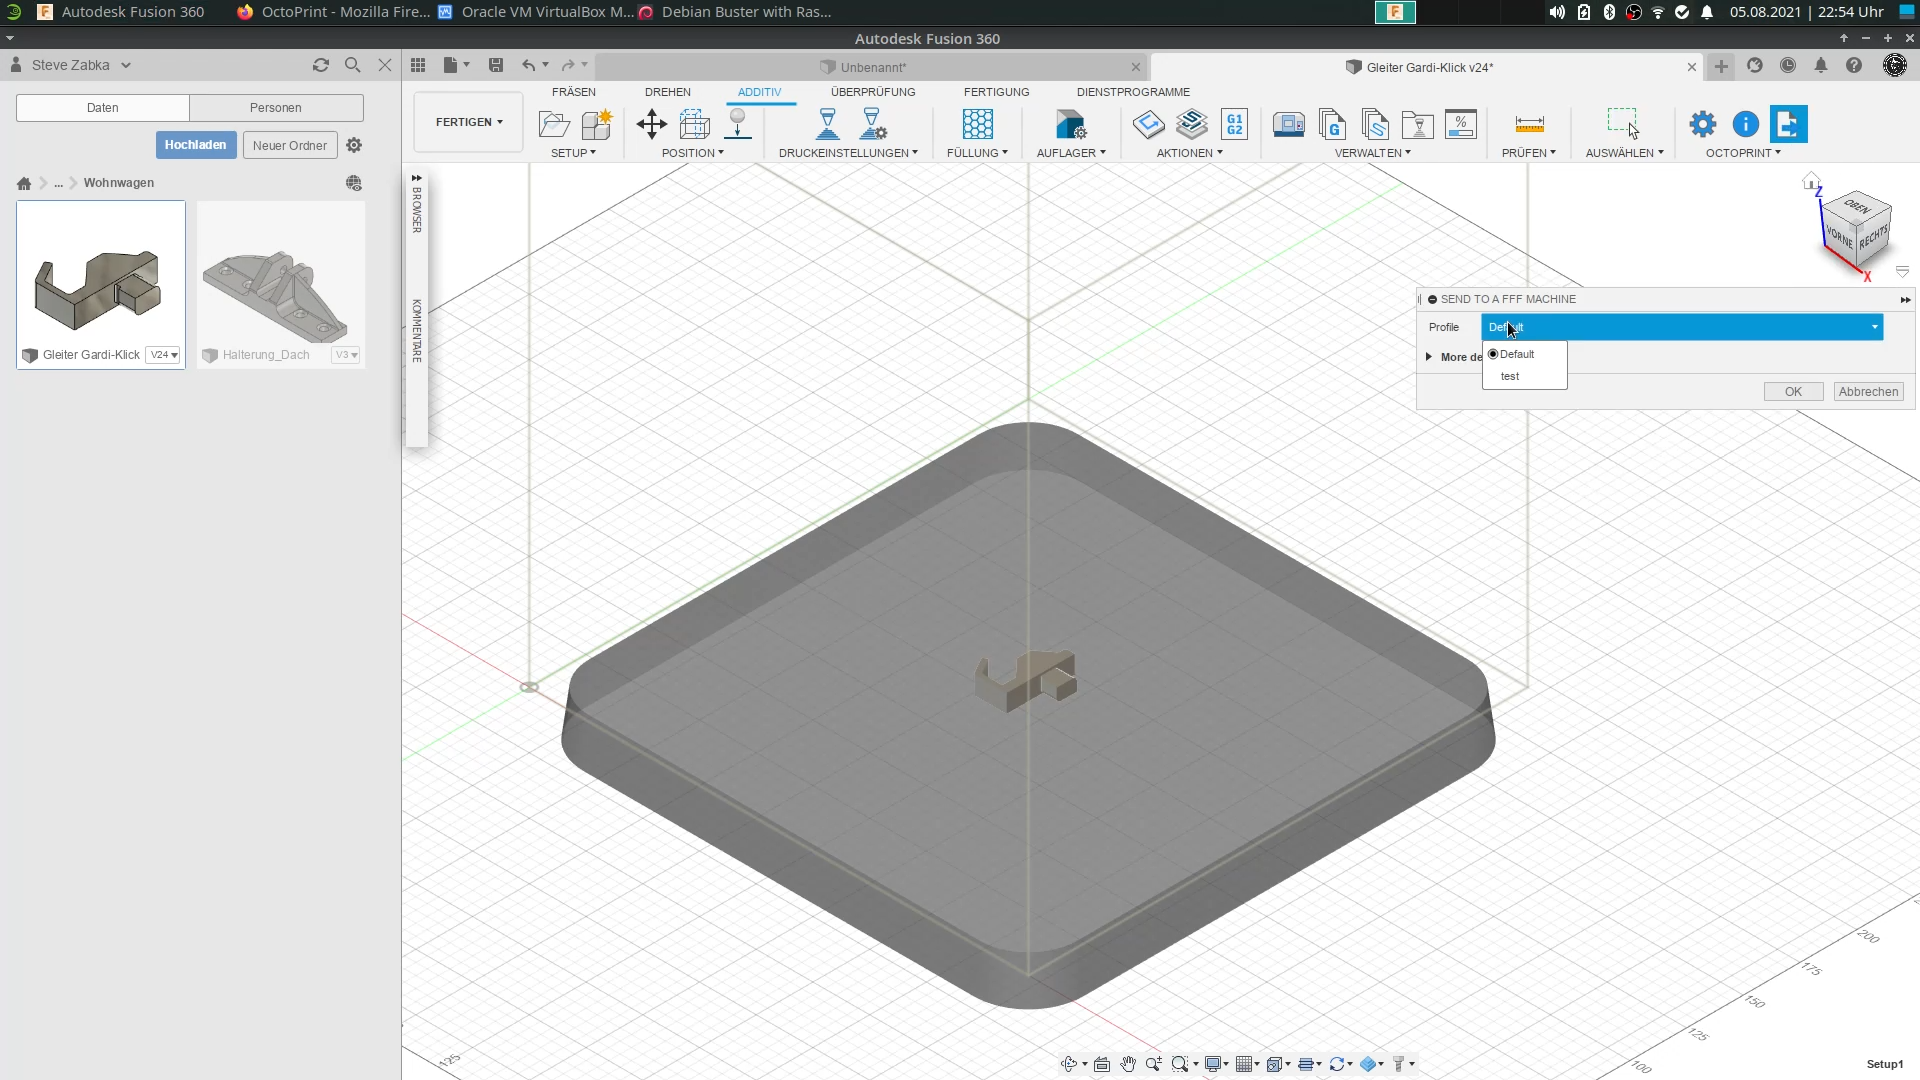 Autodesk Fusion 360
OctoPrint - Mozilla Fire...
Oracle VM VirtualBox M...
Debian Buster with Ras...
05.08.2021 | 22:54 Uhr
Autodesk Fusion 360
Steve Zabka
Unbenannt*
Gleiter Gardi-Klick v24*
Daten
Personen
Hochladen
Neuer Ordner
... Wohnwagen
Gleiter Gardi-Klick V24
Halterung_Dach V3
FERTIGEN
FRÄSEN
DREHEN
ADDITIV
ÜBERPRÜFUNG
FERTIGUNG
DIENSTPROGRAMME
G1
G2
G
%
SETUP
POSITION
DRUCKEINSTELLUNGEN
FÜLLUNG
AUFLAGER
AKTIONEN
VERWALTEN
PRÜFEN
AUSWÄHLEN
OCTOPRINT
BROWSER
KOMMENTARE
Z
OBEN
VORNE
RECHTS
X
SEND TO A FFF MACHINE
Profile
Default
More de
Default
test
OK
Abbrechen
125
200
175
150
125
100
Setup1